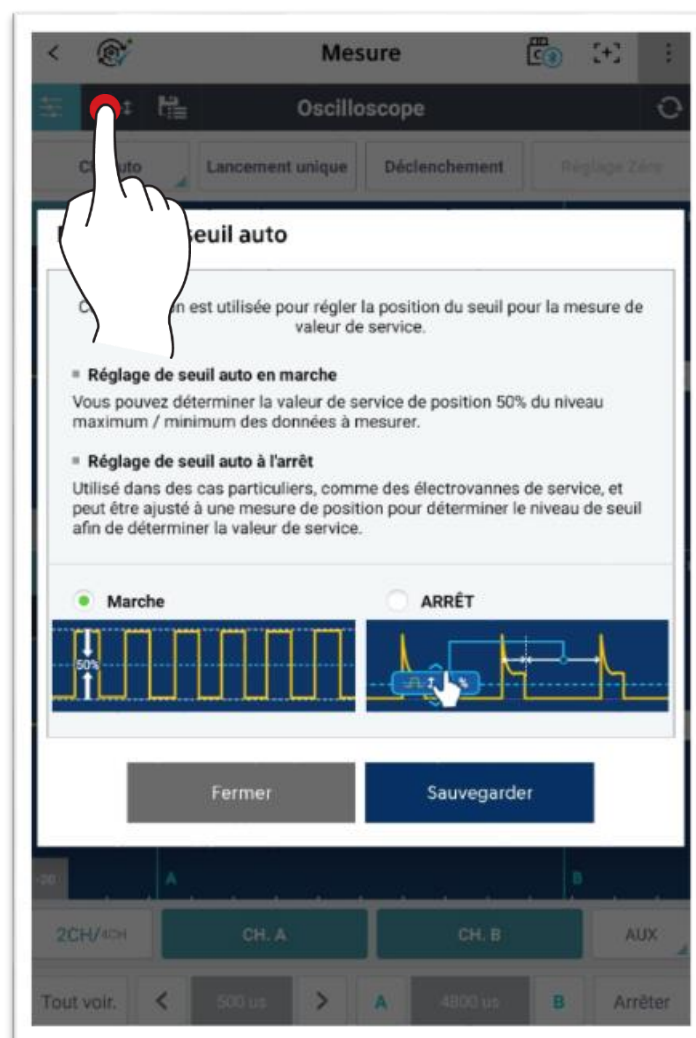 Mesure
Oscilloscope
Lancement unique
Déclenchement
Réglage Zéro
seuil auto
est utilisée pour régler la position du seuil pour la mesure de
valeur de service.
Réglage de seuil auto en marche
Vous pouvez déterminer la valeur de service de position 50% du niveau
maximum / minimum des données à mesurer.
Réglage de seuil auto à l'arrêt
Utilisé dans des cas particuliers, comme des électrovannes de service, et
peut être ajusté à une mesure de position pour déterminer le niveau de seuil
afin de déterminer la valeur de service.
Marche
ARRÊT
50%
%
Fermer
Sauvegarder
-20
A
B
2CH/4CH
CH. A
CH. B
AUX
Tout voir.
<
500 us
>
A
4800 us
B
Arrêter